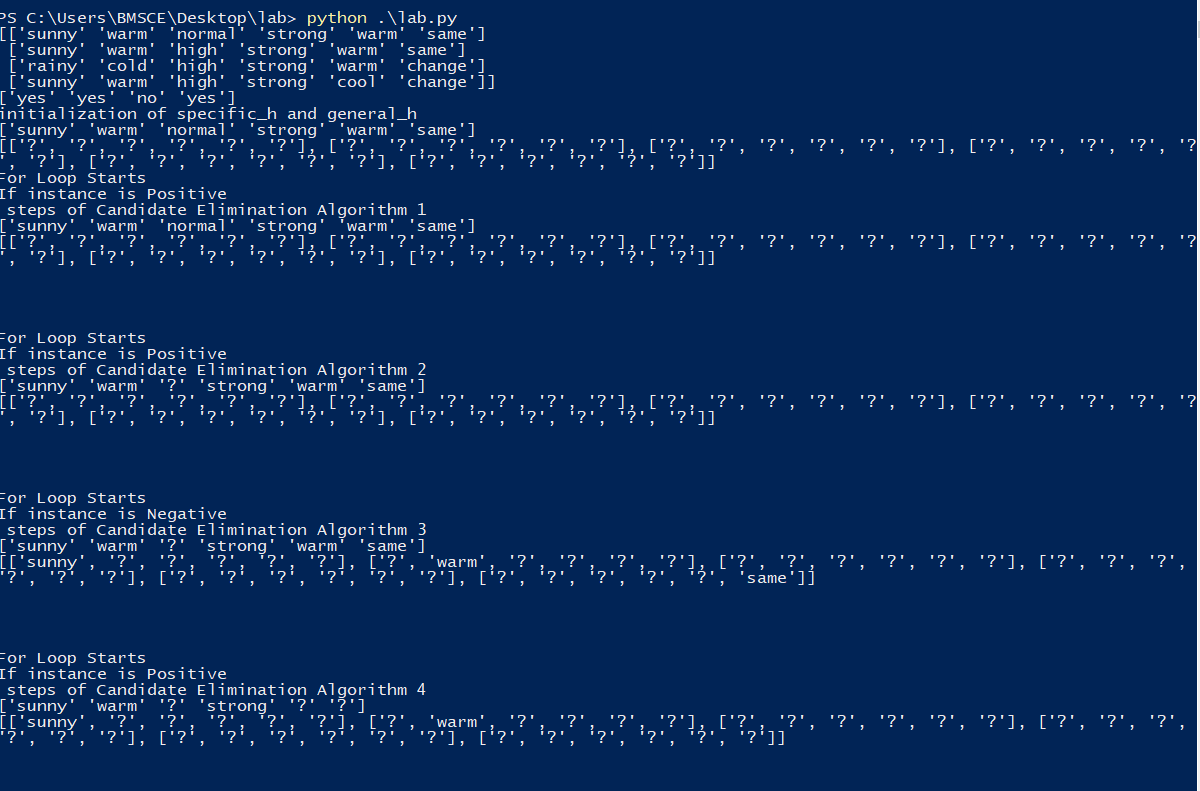 PS C:\Users\BMSCE\Desktop\lab> python .\lab.py
[['sunny' 'warm' 'normal' 'strong' 'warm' 'same']
['sunny' 'warm' 'high' 'strong' 'warm' 'same']
['rainy' 'cold' 'high' 'strong' 'warm' 'change']
['sunny' 'warm' 'high' 'strong' 'cool' 'change']]
['yes' 'yes' 'no' 'yes']
initialization of specific_h and general_h
['sunny' 'warm' 'normal' 'strong' 'warm' 'same']
[['?', '?', '?', '?', '?', '?'], ['?', '?', '?', '?', '?', '?'], ['?', '?', '?', '?', '?', '?'], ['?', '?', '?', '?', '?
', '?'], ['?', '?', '?', '?', '?', '?'], ['?', '?', '?', '?', '?', '?']]
For Loop Starts
If instance is Positive
steps of Candidate Elimination Algorithm 1
['sunny' 'warm' 'normal' 'strong' 'warm' 'same']
[['?', '?', '?', '?', '?', '?'], ['?', '?', '?', '?', '?', '?'], ['?', '?', '?', '?', '?', '?'], ['?', '?', '?', '?', '?
', '?'], ['?', '?', '?', '?', '?', '?'], ['?', '?', '?', '?', '?', '?']]
For Loop Starts
If instance is Positive
steps of Candidate Elimination Algorithm 2
['sunny' 'warm' '?' 'strong' 'warm' 'same']
[['?', '?', '?', '?', '?', '?'], ['?', '?', '?', '?', '?', '?'], ['?', '?', '?', '?', '?', '?'], ['?', '?', '?', '?', '?
', '?'], ['?', '?', '?', '?', '?', '?'], ['?', '?', '?', '?', '?', '?']]
For Loop Starts
If instance is Negative
steps of Candidate Elimination Algorithm 3
['sunny' 'warm' '?' 'strong' 'warm' 'same']
[['sunny', '?', '?', '?', '?', '?'], ['?', 'warm', '?', '?', '?', '?'], ['?', '?', '?', '?', '?', '?'], ['?', '?', '?',
'?', '?', '?'], ['?', '?', '?', '?', '?', '?'], ['?', '?', '?', '?', '?', 'same']]
For Loop Starts
If instance is Positive
steps of Candidate Elimination Algorithm 4
['sunny' 'warm' '?' 'strong' '?' '?']
[['sunny', '?', '?', '?', '?', '?'], ['?', 'warm', '?', '?', '?', '?'], ['?', '?', '?', '?', '?', '?'], ['?', '?', '?',
'?', '?', '?'], ['?', '?', '?', '?', '?', '?'], ['?', '?', '?', '?', '?', '?']]